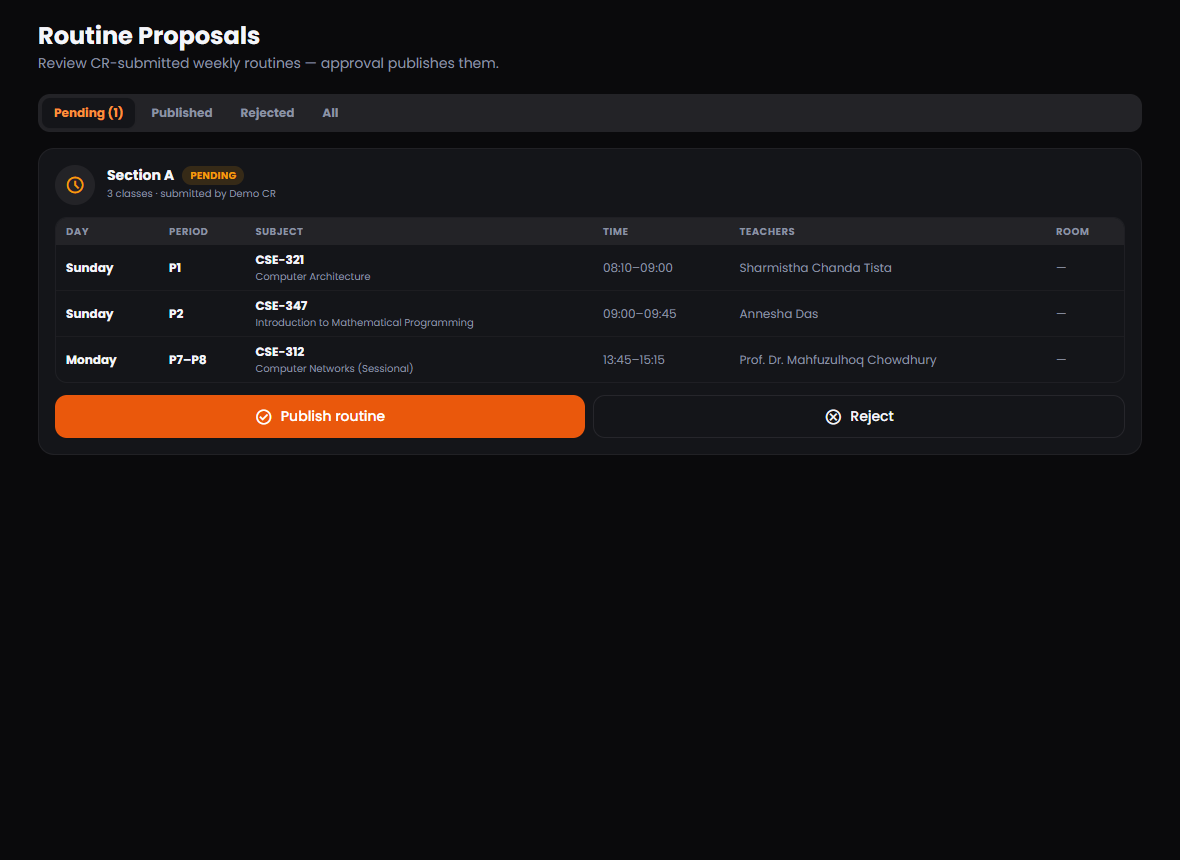 Routine Proposals
Review CR-submitted weekly routines — approval publishes them.
Pending (1) Published Rejected All
Section A PENDING
3 classes · submitted by Demo CR
DAY PERIOD SUBJECT TIME TEACHERS ROOM
Sunday P1 CSE-321 08:10–09:00 Sharmistha Chanda Tista —
Computer Architecture
Sunday P2 CSE-347 09:00–09:45 Annesha Das —
Introduction to Mathematical Programming
Monday P7–P8 CSE-312 13:45–15:15 Prof. Dr. Mahfuzulhoq Chowdhury —
Computer Networks (Sessional)
Publish routine Reject